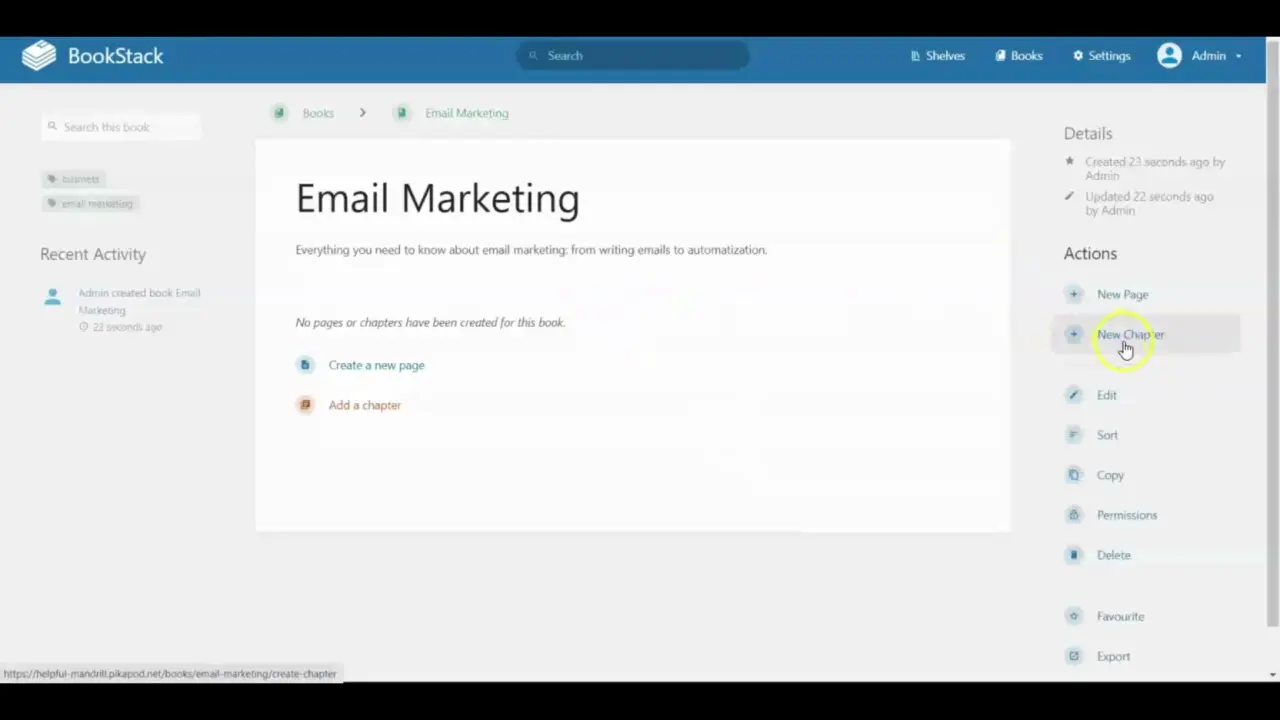 BookStack
Search
Shelves
Books
Settings
Admin
Search this book
business
email marketing
Recent Activity
Admin created book Email
Marketing
22 seconds ago
Books
Email Marketing
Email Marketing
Everything you need to know about email marketing: from writing emails to automatization.
No pages or chapters have been created for this book.
Create a new page
Add a chapter
Details
Created 23 seconds ago by
Admin
Updated 22 seconds ago
by Admin
Actions
New Page
New Chapter
Edit
Sort
Copy
Permissions
Delete
Favourite
Export
https://helpful-mandrill.pikapod.net/books/email-marketing/create-chapter